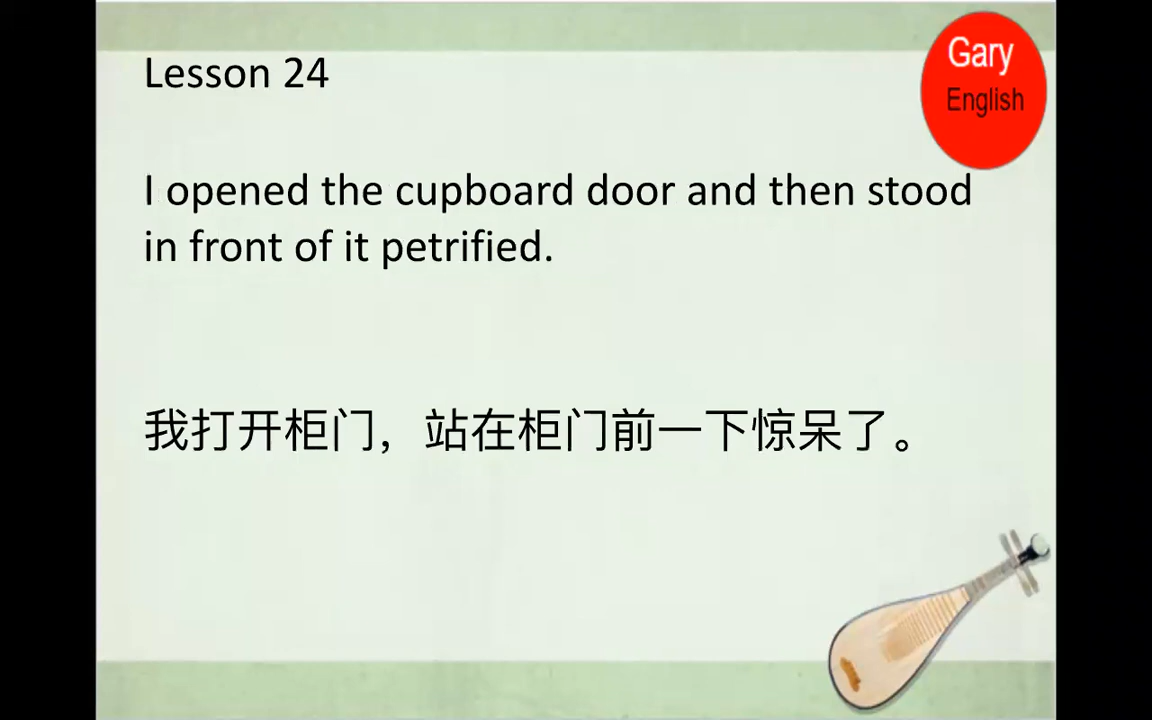 Gary
English
Lesson 24
I opened the cupboard door and then stood
in front of it petrified.
我打开柜门，站在柜门前一下惊呆了。